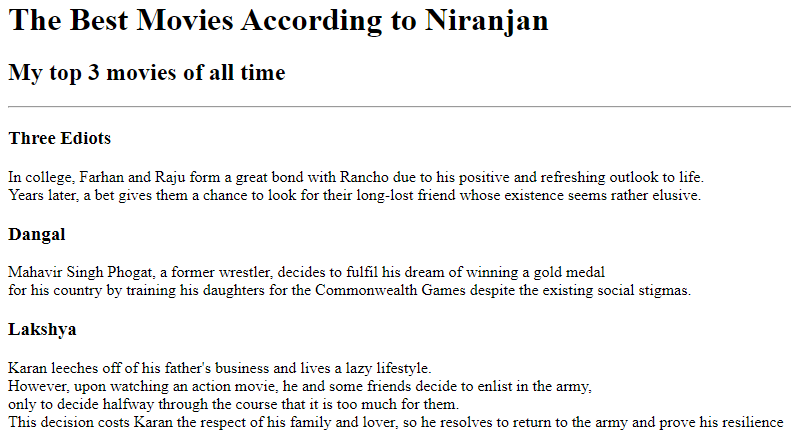 The Best Movies According to Niranjan
My top 3 movies of all time
Three Ediots
In college, Farhan and Raju form a great bond with Rancho due to his positive and refreshing outlook to life.
Years later, a bet gives them a chance to look for their long-lost friend whose existence seems rather elusive.
Dangal
Mahavir Singh Phogat, a former wrestler, decides to fulfil his dream of winning a gold medal
for his country by training his daughters for the Commonwealth Games despite the existing social stigmas.
Lakshya
Karan leeches off of his father's business and lives a lazy lifestyle.
However, upon watching an action movie, he and some friends decide to enlist in the army,
only to decide halfway through the course that it is too much for them.
This decision costs Karan the respect of his family and lover, so he resolves to return to the army and prove his resilience